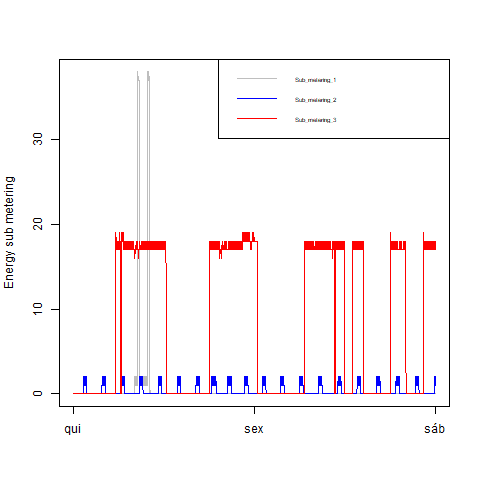 Sub_metering_1
Sub_metering_2
Sub_metering_3
Energy sub metering
30
20
10
0
qui sex sáb